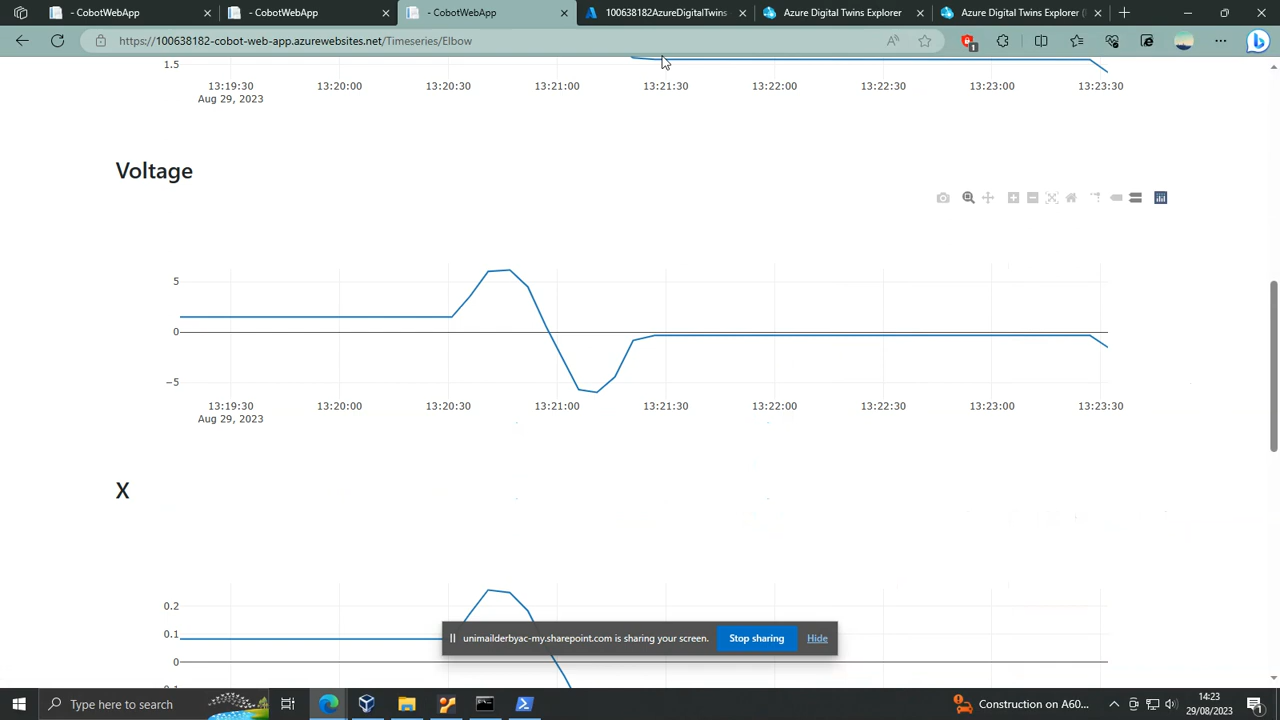 - CobotWebApp
- CobotWebApp
- CobotWebApp
100638182AzureDigitalTwins
Azure Digital Twins Explorer
Azure Digital Twins Explorer (
https://100638182-cobot-web-app.azurewebsites.net/Timeseries/Elbow
1
1.5
13:19:30
13:20:00
13:20:30
13:21:00
13:21:30
13:22:00
13:22:30
13:23:00
13:23:30
Aug 29, 2023
Voltage
5
0
−5
13:19:30
13:20:00
13:20:30
13:21:00
13:21:30
13:22:00
13:22:30
13:23:00
13:23:30
Aug 29, 2023
X
0.2
0.1
0
unimailderbyac-my.sharepoint.com is sharing your screen.
Stop sharing
Hide
Type here to search
Construction on A60...
14:23
29/08/2023
1